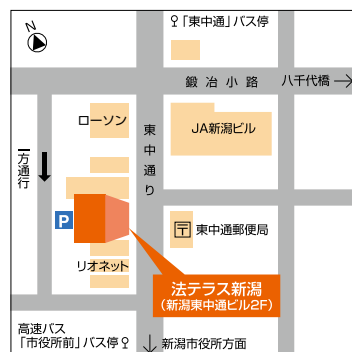 N
「東中通」バス停
鍛冶小路
八千代橋
ローソン
JA新潟ビル
東中通り
一方通行
P
東中通郵便局
リオネット
法テラス新潟
(新潟東中通ビル2F)
高速バス
「市役所前」バス停
新潟市役所方面